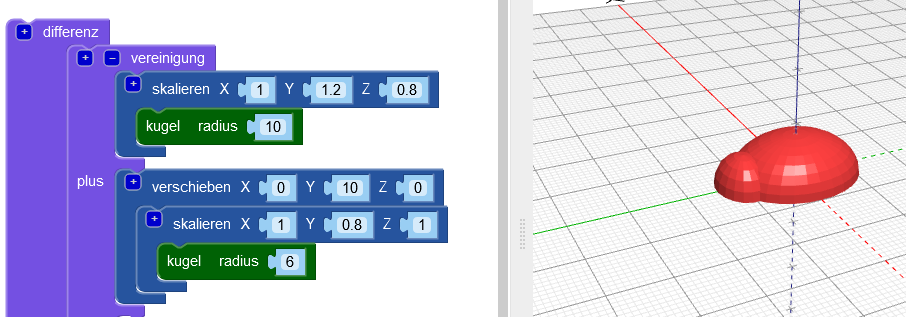 + differenz
+ − vereinigung
+ skalieren X 1 Y 1.2 Z 0.8
kugel radius 10
plus + verschieben X 0 Y 10 Z 0
+ skalieren X 1 Y 0.8 Z 1
kugel radius 6